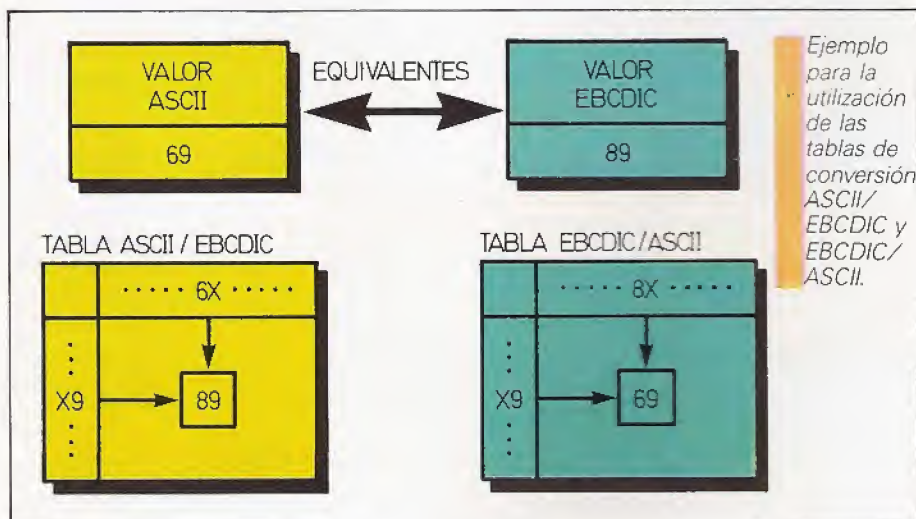 VALOR
ASCII
69
EQUIVALENTES
VALOR
EBCDIC
89
Ejemplo
para la
utilización
de las
tablas de
conversión
ASCII/
EBCDIC y
EBCDIC/
ASCII.
TABLA ASCII / EBCDIC
····· 6X ·····
X9
89
TABLA EBCDIC/ASCII
····· 8X ·····
X9
69